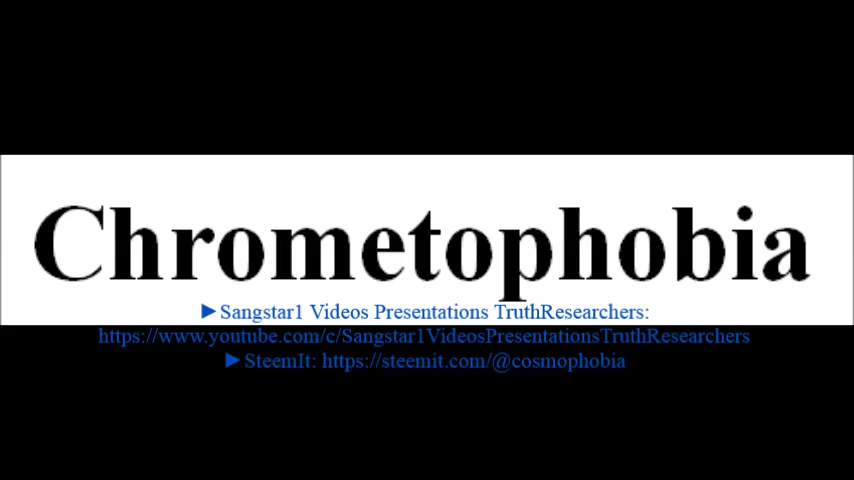 Chrometophobia
►Sangstar1 Videos Presentations TruthResearchers:
https://www.youtube.com/c/Sangstar1VideosPresentationsTruthResearchers
►SteemIt: https://steemit.com/@cosmophobia